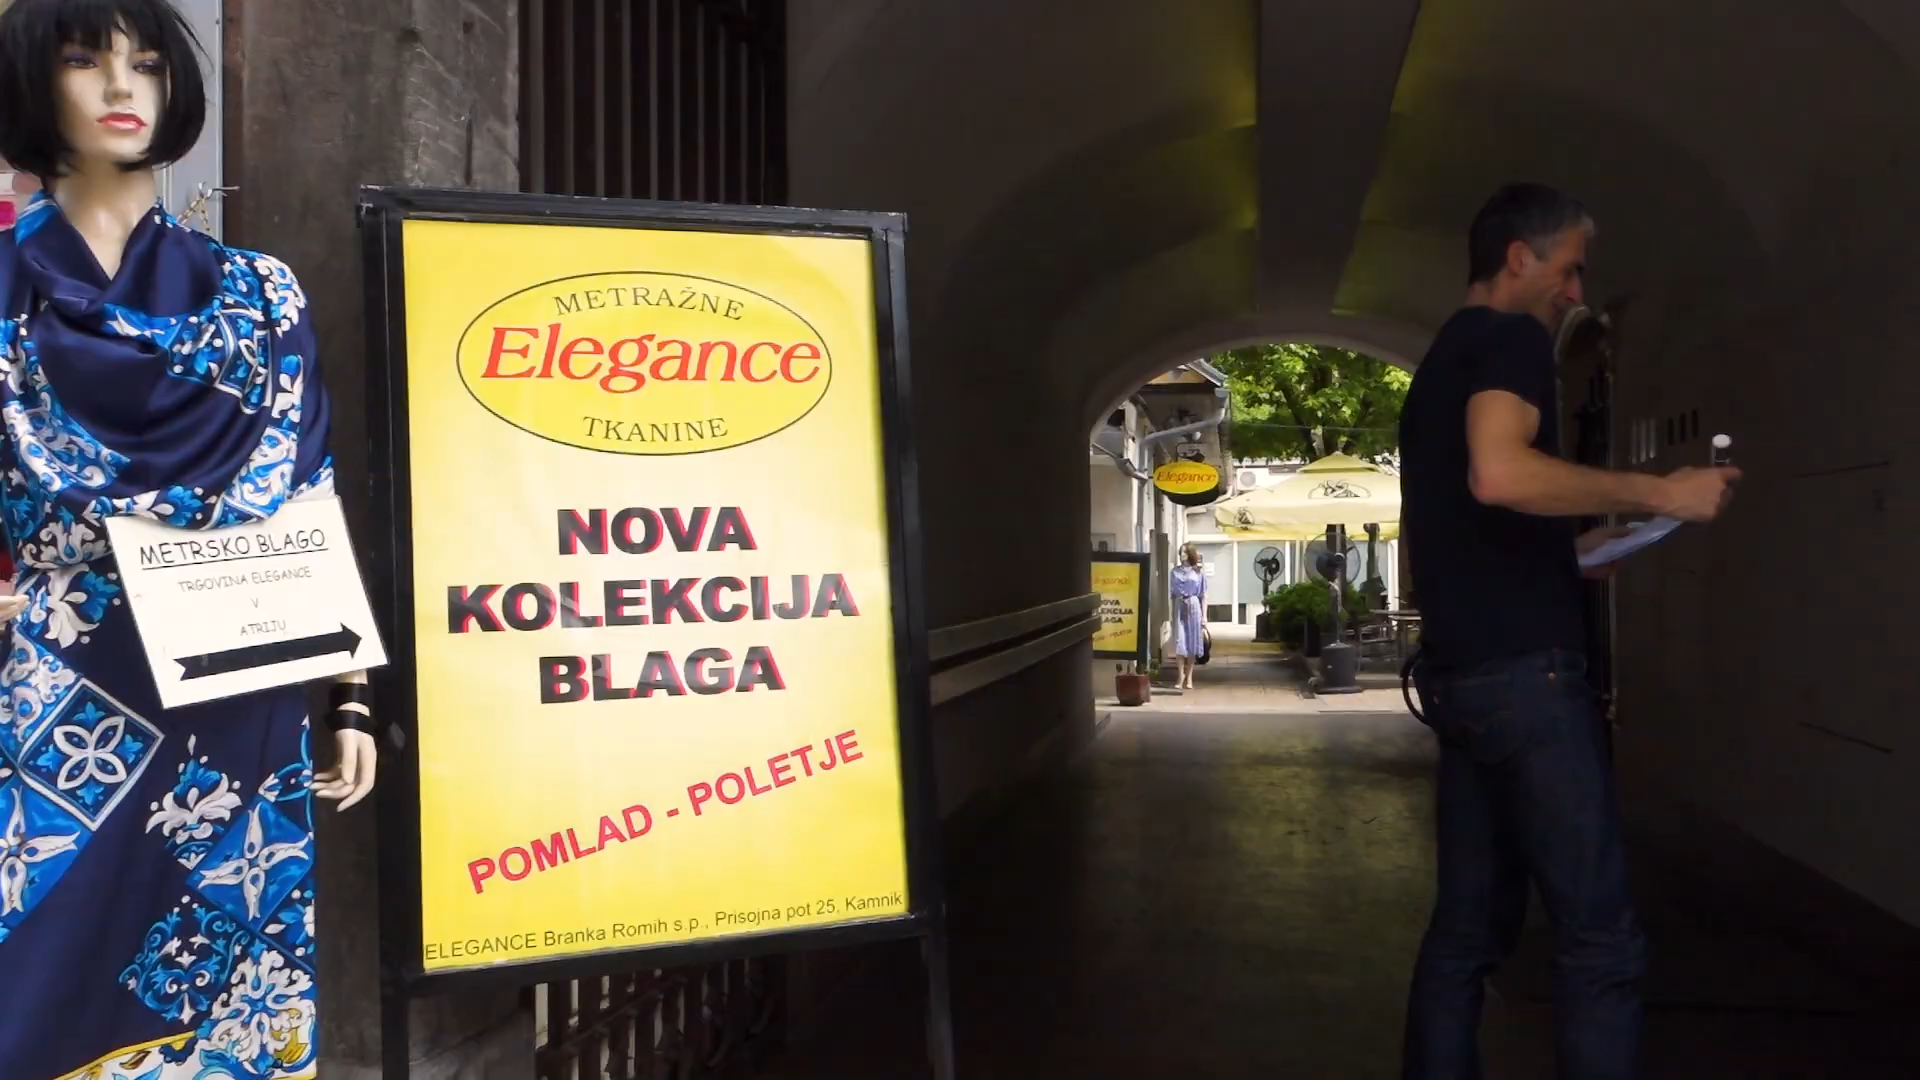 METRSKO BLAGO
TRGOVINA ELEGANCE
V
ATRIJU
METRAŽNE
Elegance
TKANINE
NOVA
KOLEKCIJA
BLAGA
POMLAD - POLETJE
ELEGANCE Branka Romih s.p., Prisojna pot 25, Kamnik
Elegance
Elegance